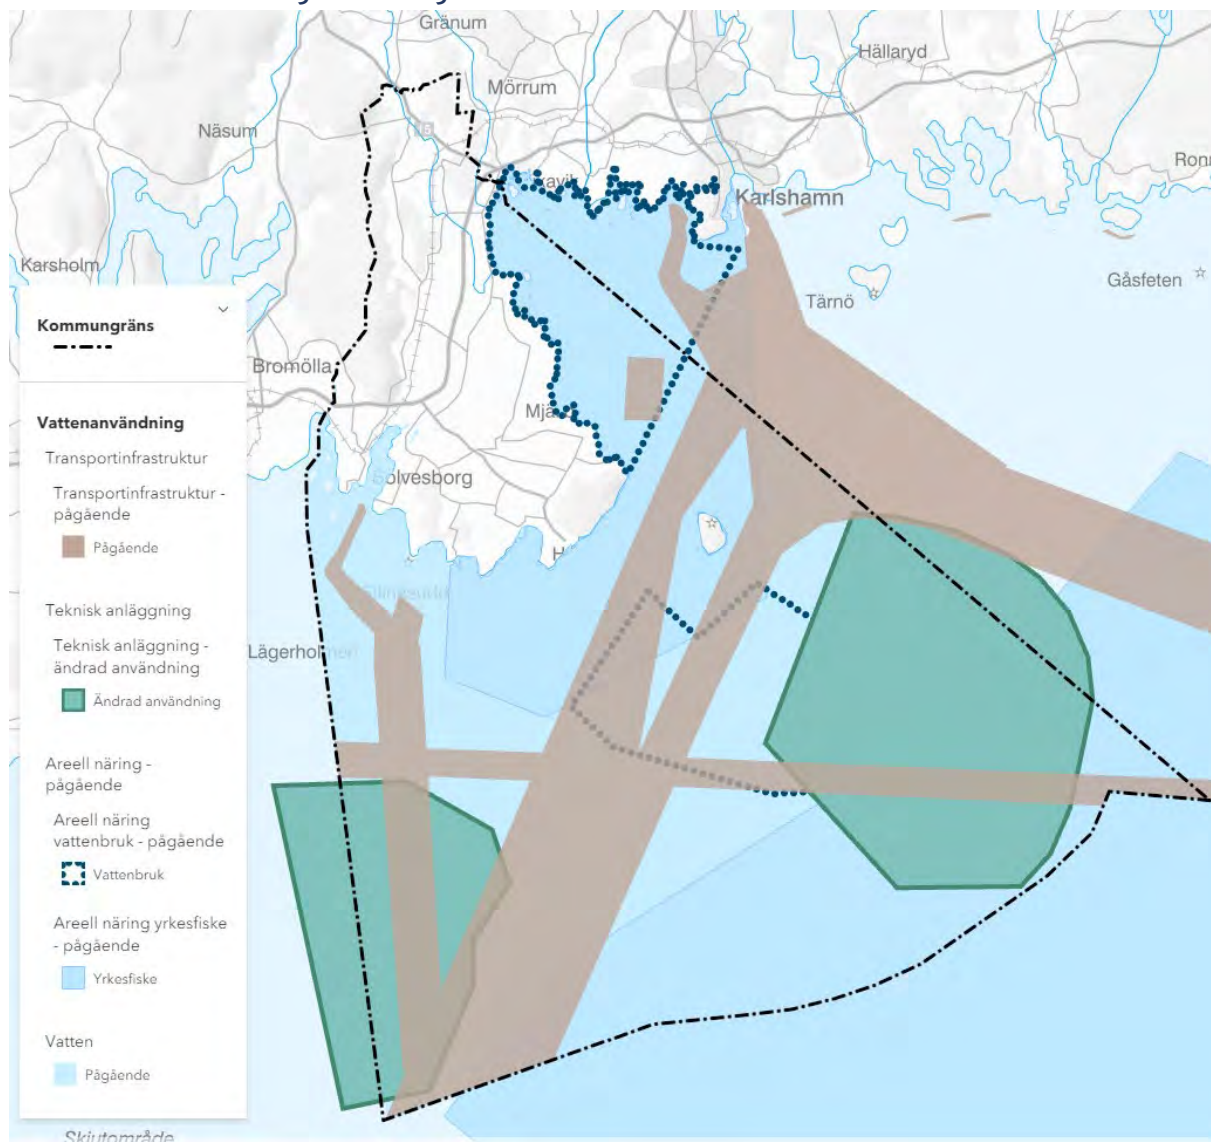 Gränum
Hällaryd
Mörrum
15
Näsum
Karlshamn
Karsholm
Gåsfeten
Tärnö
Kommungräns
Bromölla
Vattenanvändning
Transportinfrastruktur
Sölvesborg
Transportinfrastruktur -
pågående
Pågående
Teknisk anläggning
Teknisk anläggning -
ändrad användning
Ändrad användning
Areell näring -
pågående
Areell näring
vattenbruk - pågående
Vattenbruk
Areell näring yrkesfiske
- pågående
Yrkesfiske
Vatten
Pågående
Skjutområde